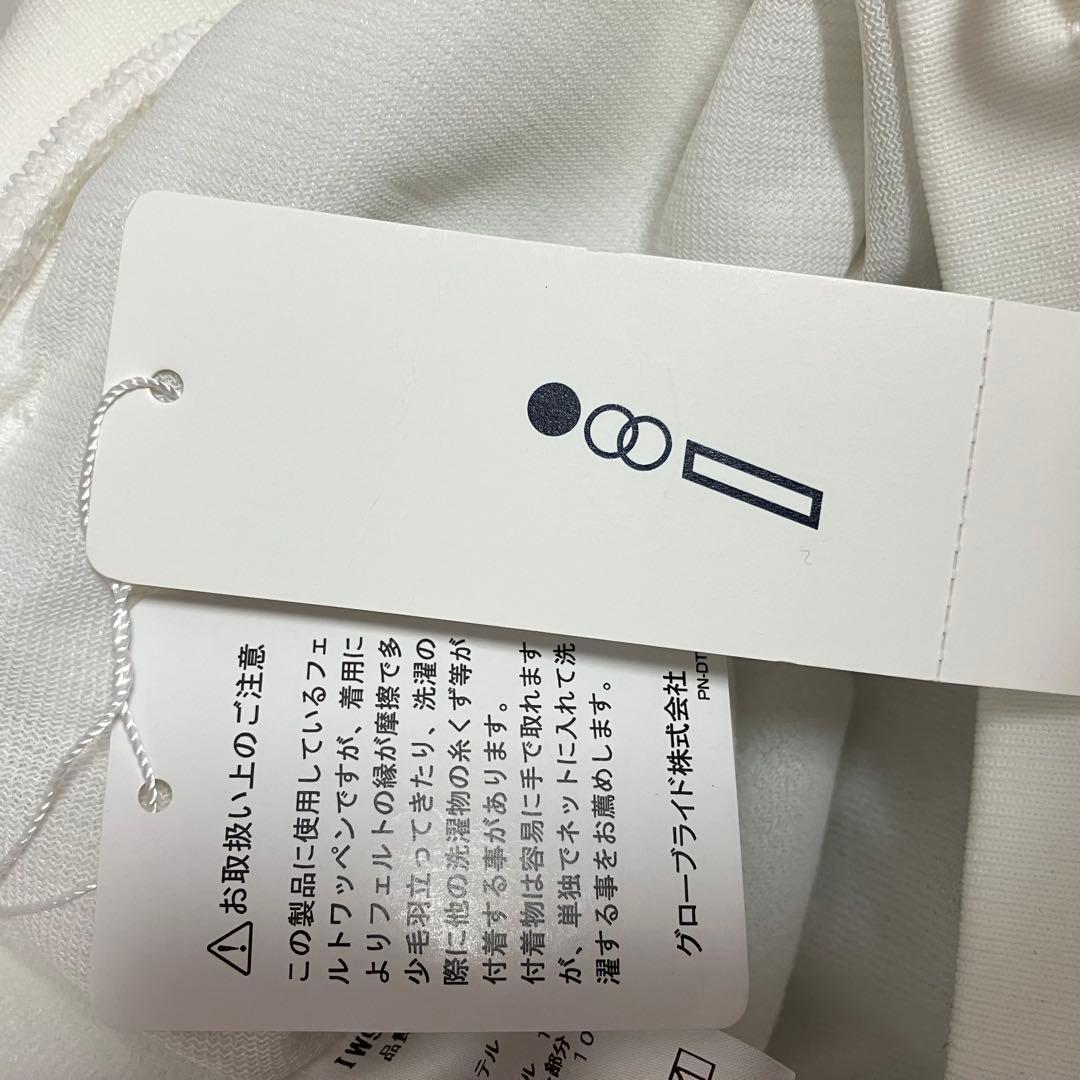 お取扱い上のご注意
この製品に使用しているフェ
ルトワッペンですが、着用に
よりフェルトの縁が摩擦で多
少毛羽立ってきたり、洗濯の
際に他の洗濯物の糸くず等が
付着する事があります。
付着物は容易に手で取れます
が、単独でネットに入れて洗
濯する事をお薦めします。
グローブライド株式会社
PN-DT